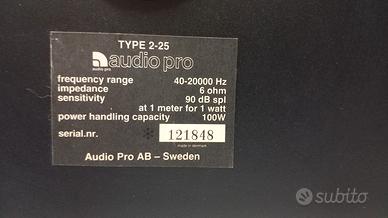 TYPE 2-25
audio pro
audio pro
frequency range 40-20000 Hz
impedance 6 ohm
sensitivity 90 dB spl
at 1 meter for 1 watt
power handling capacity 100W
serial.nr. * 121848
made in denmark
Audio Pro AB – Sweden
subito